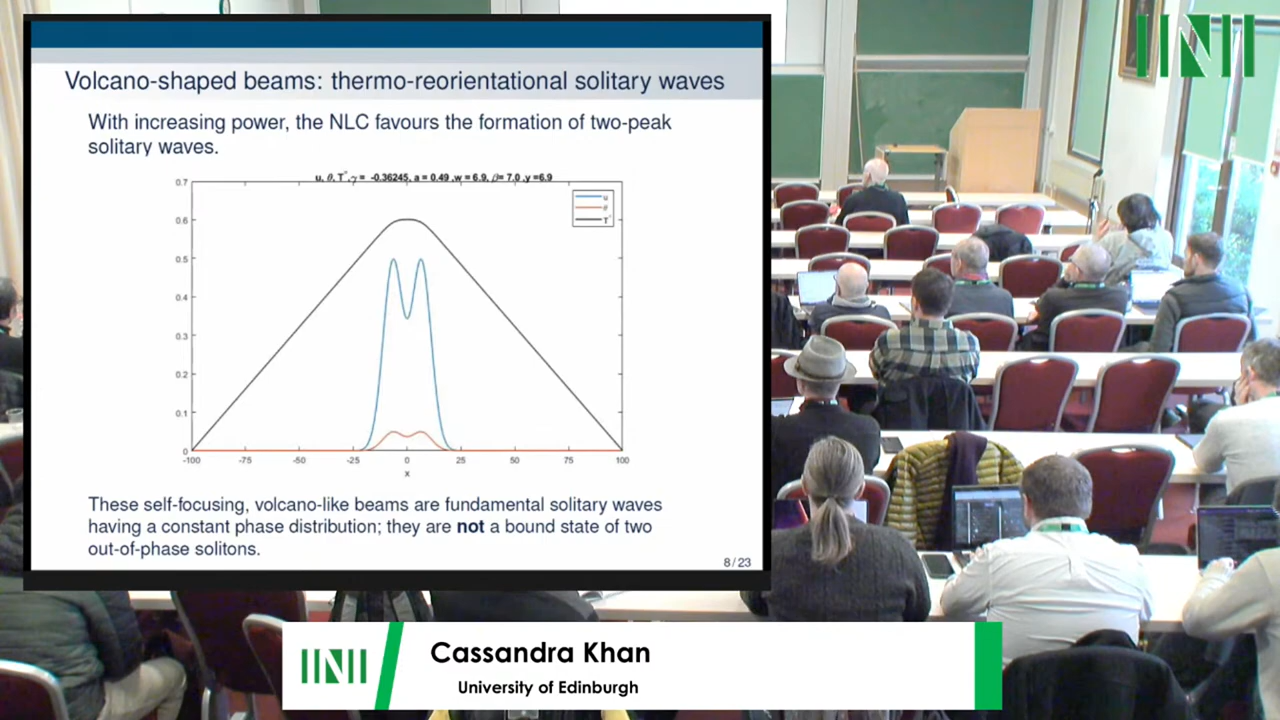 Volcano-shaped beams: thermo-reorientational solitary waves
With increasing power, the NLC favours the formation of two-peak
solitary waves.
u, θ, T',γ = -0.36245, a = 0.49 ,w = 6.9, β= 7.0 ,y =6.9
0.7
0.6
0.5
0.4
0.3
0.2
0.1
0
-100 -75 -50 -25 0 25 50 75 100
x
u
θ
T'
These self-focusing, volcano-like beams are fundamental solitary waves
having a constant phase distribution; they are not a bound state of two
out-of-phase solitons.
8 / 23
INI
INI
Cassandra Khan
University of Edinburgh